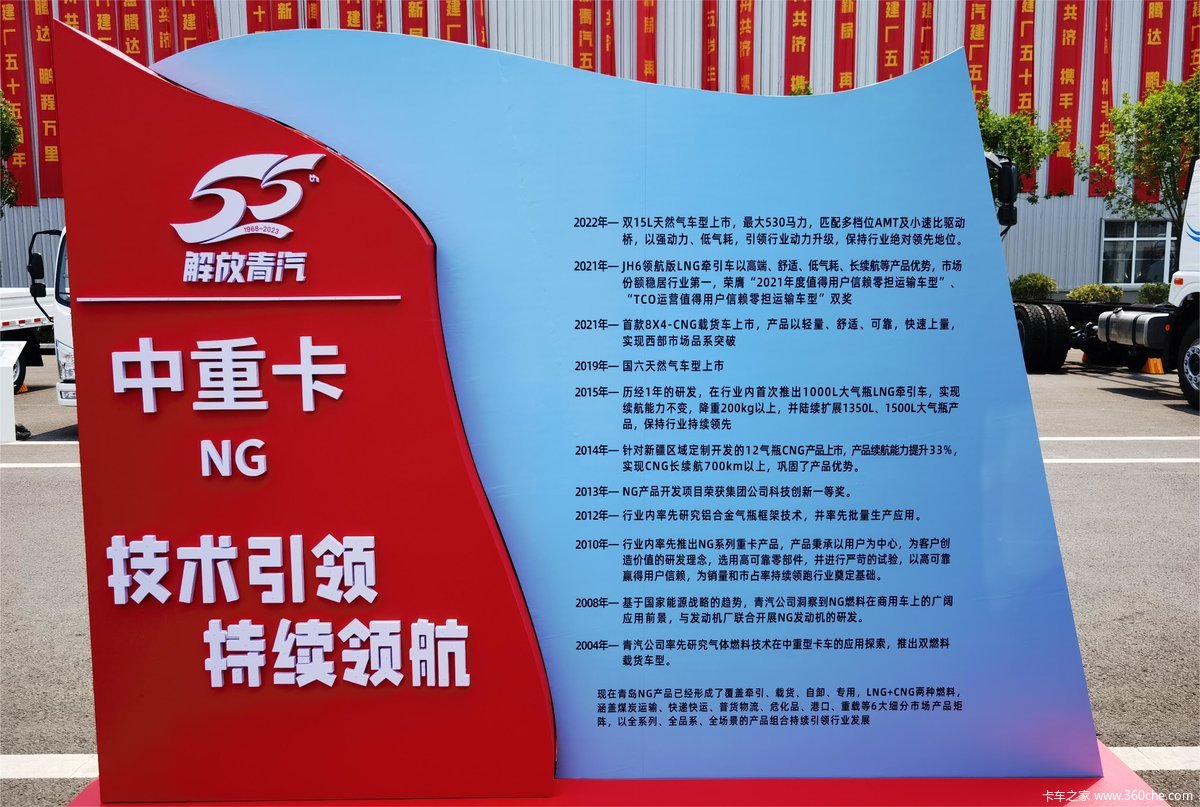 55th
1968-2023
解放青汽
中重卡
NG
技术引领
持续领航
2022年— 双15L天然气车型上市，最大530马力，匹配多档位AMT及小速比驱动
桥，以强动力、低气耗，引领行业动力升级，保持行业绝对领先地位。
2021年— JH6领航版LNG牵引车以高端、舒适、低气耗、长续航等产品优势，市场
份额稳居行业第一，荣膺“2021年度值得用户信赖零担运输车型”、
“TCO运营值得用户信赖零担运输车型”双奖
2021年— 首款8X4-CNG载货车上市，产品以轻量、舒适、可靠，快速上量，
实现西部市场品系突破
2019年— 国六天然气车型上市
2015年— 历经1年的研发，在行业内首次推出1000L大气瓶LNG牵引车，实现
续航能力不变，降重200kg以上，并陆续扩展1350L、1500L大气瓶产
品，保持行业持续领先
2014年— 针对新疆区域定制开发的12气瓶CNG产品上市，产品续航能力提升33%，
实现CNG长续航700km以上，巩固了产品优势。
2013年— NG产品开发项目荣获集团公司科技创新一等奖。
2012年— 行业内率先研究铝合金气瓶框架技术，并率先批量生产应用。
2010年— 行业内率先推出NG系列重卡产品，产品秉承以用户为中心，为客户创
造价值的研发理念，选用高可靠零部件，并进行严苛的试验，以高可靠
赢得用户信赖，为销量和市占率持续领跑行业奠定基础。
2008年— 基于国家能源战略的趋势，青汽公司洞察到NG燃料在商用车上的广阔
应用前景，与发动机厂联合开展NG发动机的研发。
2004年— 青汽公司率先研究气体燃料技术在中重型卡车的应用探索，推出双燃料
载货车型。
现在青岛NG产品已经形成了覆盖牵引、载货、自卸、专用，LNG+CNG两种燃料，
涵盖煤炭运输、快递快运、普货物流、危化品、港口、重载等6大细分市场产品矩
阵，以全系列、全品系、全场景的产品组合持续引领行业发展
卡车之家 www.360che.com